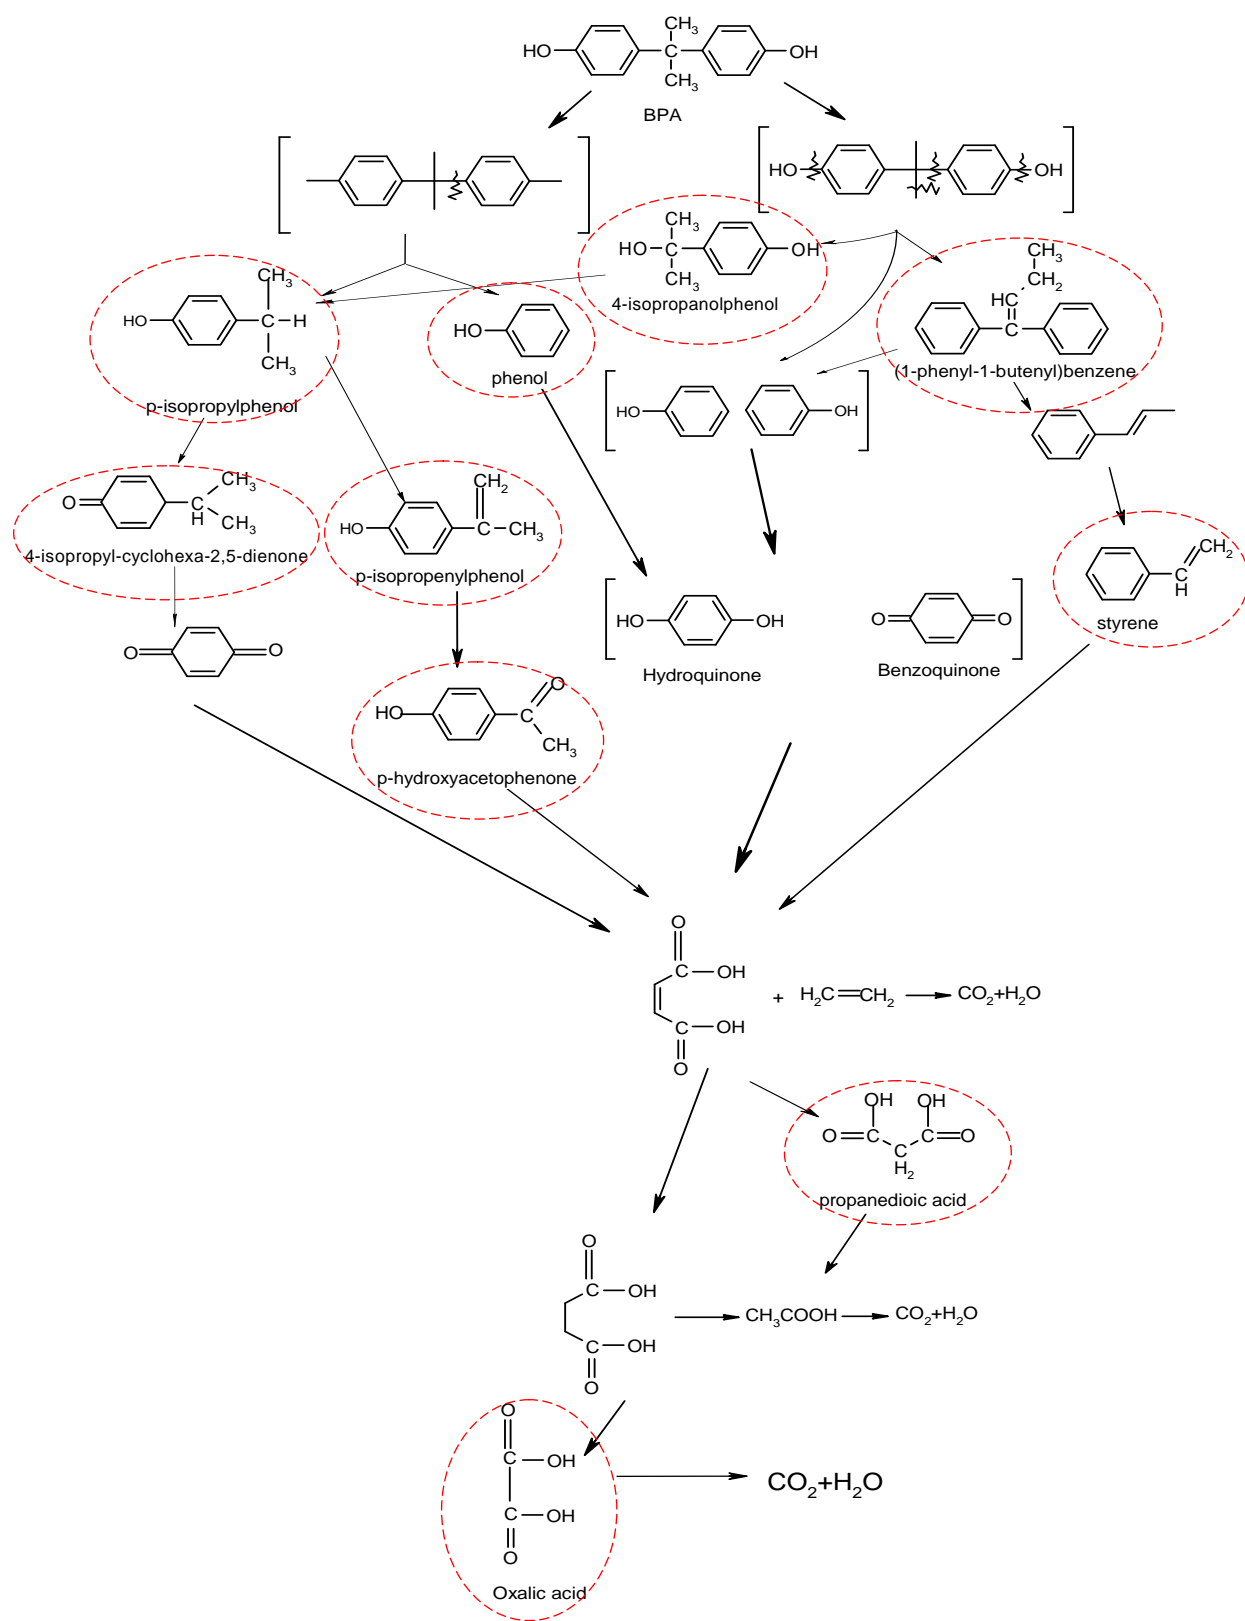 CH3
HO C OH
CH3
BPA
HO OH
CH3
HO C OH
CH3
4-isopropanolphenol
CH3
CH2
HC
C
(1-phenyl-1-butenyl)benzene
CH3
HO C H
CH3
p-isopropylphenol
HO
phenol
HO OH
O CH3
C
H CH3
4-isopropyl-cyclohexa-2,5-dienone
CH2
HO C CH3
p-isopropenylphenol
CH2
C
H
styrene
O O
HO OH
Hydroquinone
O O
Benzoquinone
O
HO C
CH3
p-hydroxyacetophenone
O
C OH
C OH
O
+ H2C CH2 CO2+H2O
OH OH
O C C O
C
H2
propanedioic acid
O
C OH
C OH
O
CH3COOH CO2+H2O
O
C OH
C OH
O
Oxalic acid
CO2+H2O